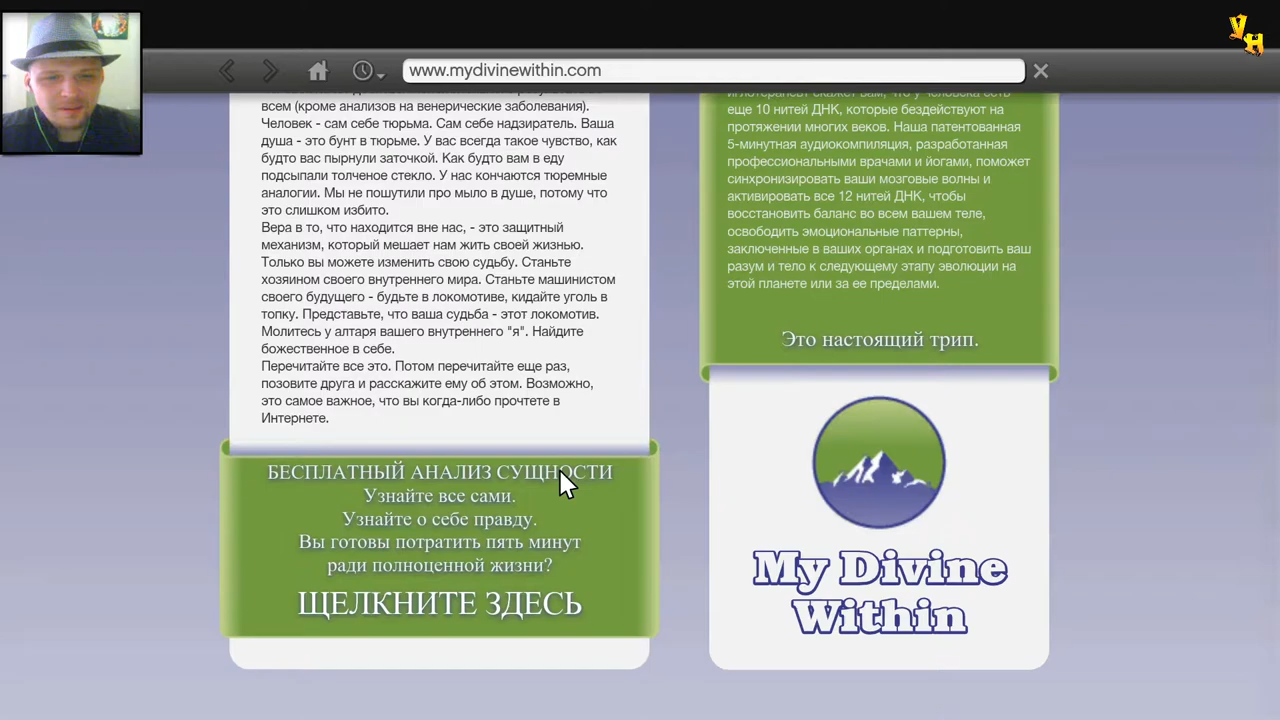 VH
www.mydivinewithin.com
всем (кроме анализов на венерические заболевания).
Человек - сам себе тюрьма. Сам себе надзиратель. Ваша
душа - это бунт в тюрьме. У вас всегда такое чувство, как
будто вас пырнули заточкой. Как будто вам в еду
подсыпали толченое стекло. У нас кончаются тюремные
аналогии. Мы не пошутили про мыло в душе, потому что
это слишком избито.
Вера в то, что находится вне нас, - это защитный
механизм, который мешает нам жить своей жизнью.
Только вы можете изменить свою судьбу. Станьте
хозяином своего внутреннего мира. Станьте машинистом
своего будущего - будьте в локомотиве, кидайте уголь в
топку. Представьте, что ваша судьба - этот локомотив.
Молитесь у алтаря вашего внутреннего "я". Найдите
божественное в себе.
Перечитайте все это. Потом перечитайте еще раз,
позовите друга и расскажите ему об этом. Возможно,
это самое важное, что вы когда-либо прочтете в
Интернете.
БЕСПЛАТНЫЙ АНАЛИЗ СУЩНОСТИ
Узнайте все сами.
Узнайте о себе правду.
Вы готовы потратить пять минут
ради полноценной жизни?
ЩЕЛКНИТЕ ЗДЕСЬ
скажет вам, что у человека есть
еще 10 нитей ДНК, которые бездействуют на
протяжении многих веков. Наша патентованная
5-минутная аудиокомпиляция, разработанная
профессиональными врачами и йогами, поможет
синхронизировать ваши мозговые волны и
активировать все 12 нитей ДНК, чтобы
восстановить баланс во всем вашем теле,
освободить эмоциональные паттерны,
заключенные в ваших органах и подготовить ваш
разум и тело к следующему этапу эволюции на
этой планете или за ее пределами.
Это настоящий трип.
My Divine
Within